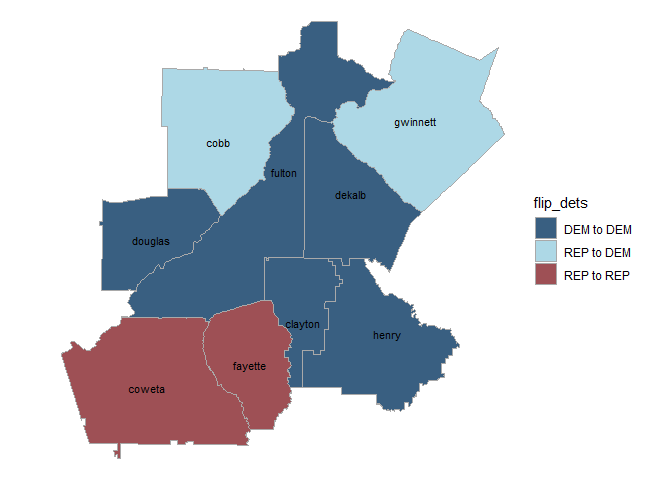 gwinnett
cobb
fulton
dekalb
douglas
clayton
henry
fayette
coweta
flip_dets
DEM to DEM
REP to DEM
REP to REP